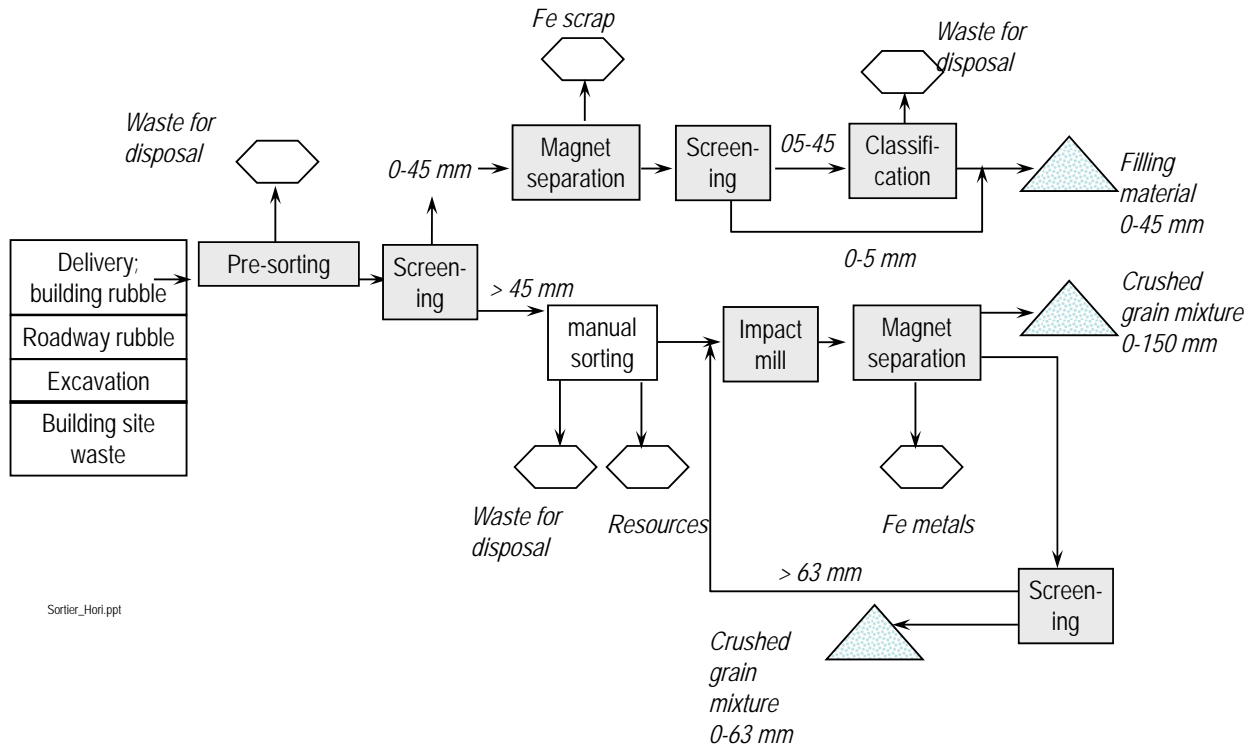 Fe scrap
Waste for
disposal
Waste for
disposal
0-45 mm
Magnet
separation
Screen-
ing
05-45
Classifi-
cation
Filling
material
0-45 mm
0-5 mm
Delivery;
building rubble
Roadway rubble
Excavation
Building site
waste
Pre-sorting
Screen-
ing
> 45 mm
manual
sorting
Impact
mill
Magnet
separation
Crushed
grain mixture
0-150 mm
Waste for
disposal
Resources
Fe metals
> 63 mm
Screen-
ing
Crushed
grain
mixture
0-63 mm
Sortier_Hori.ppt